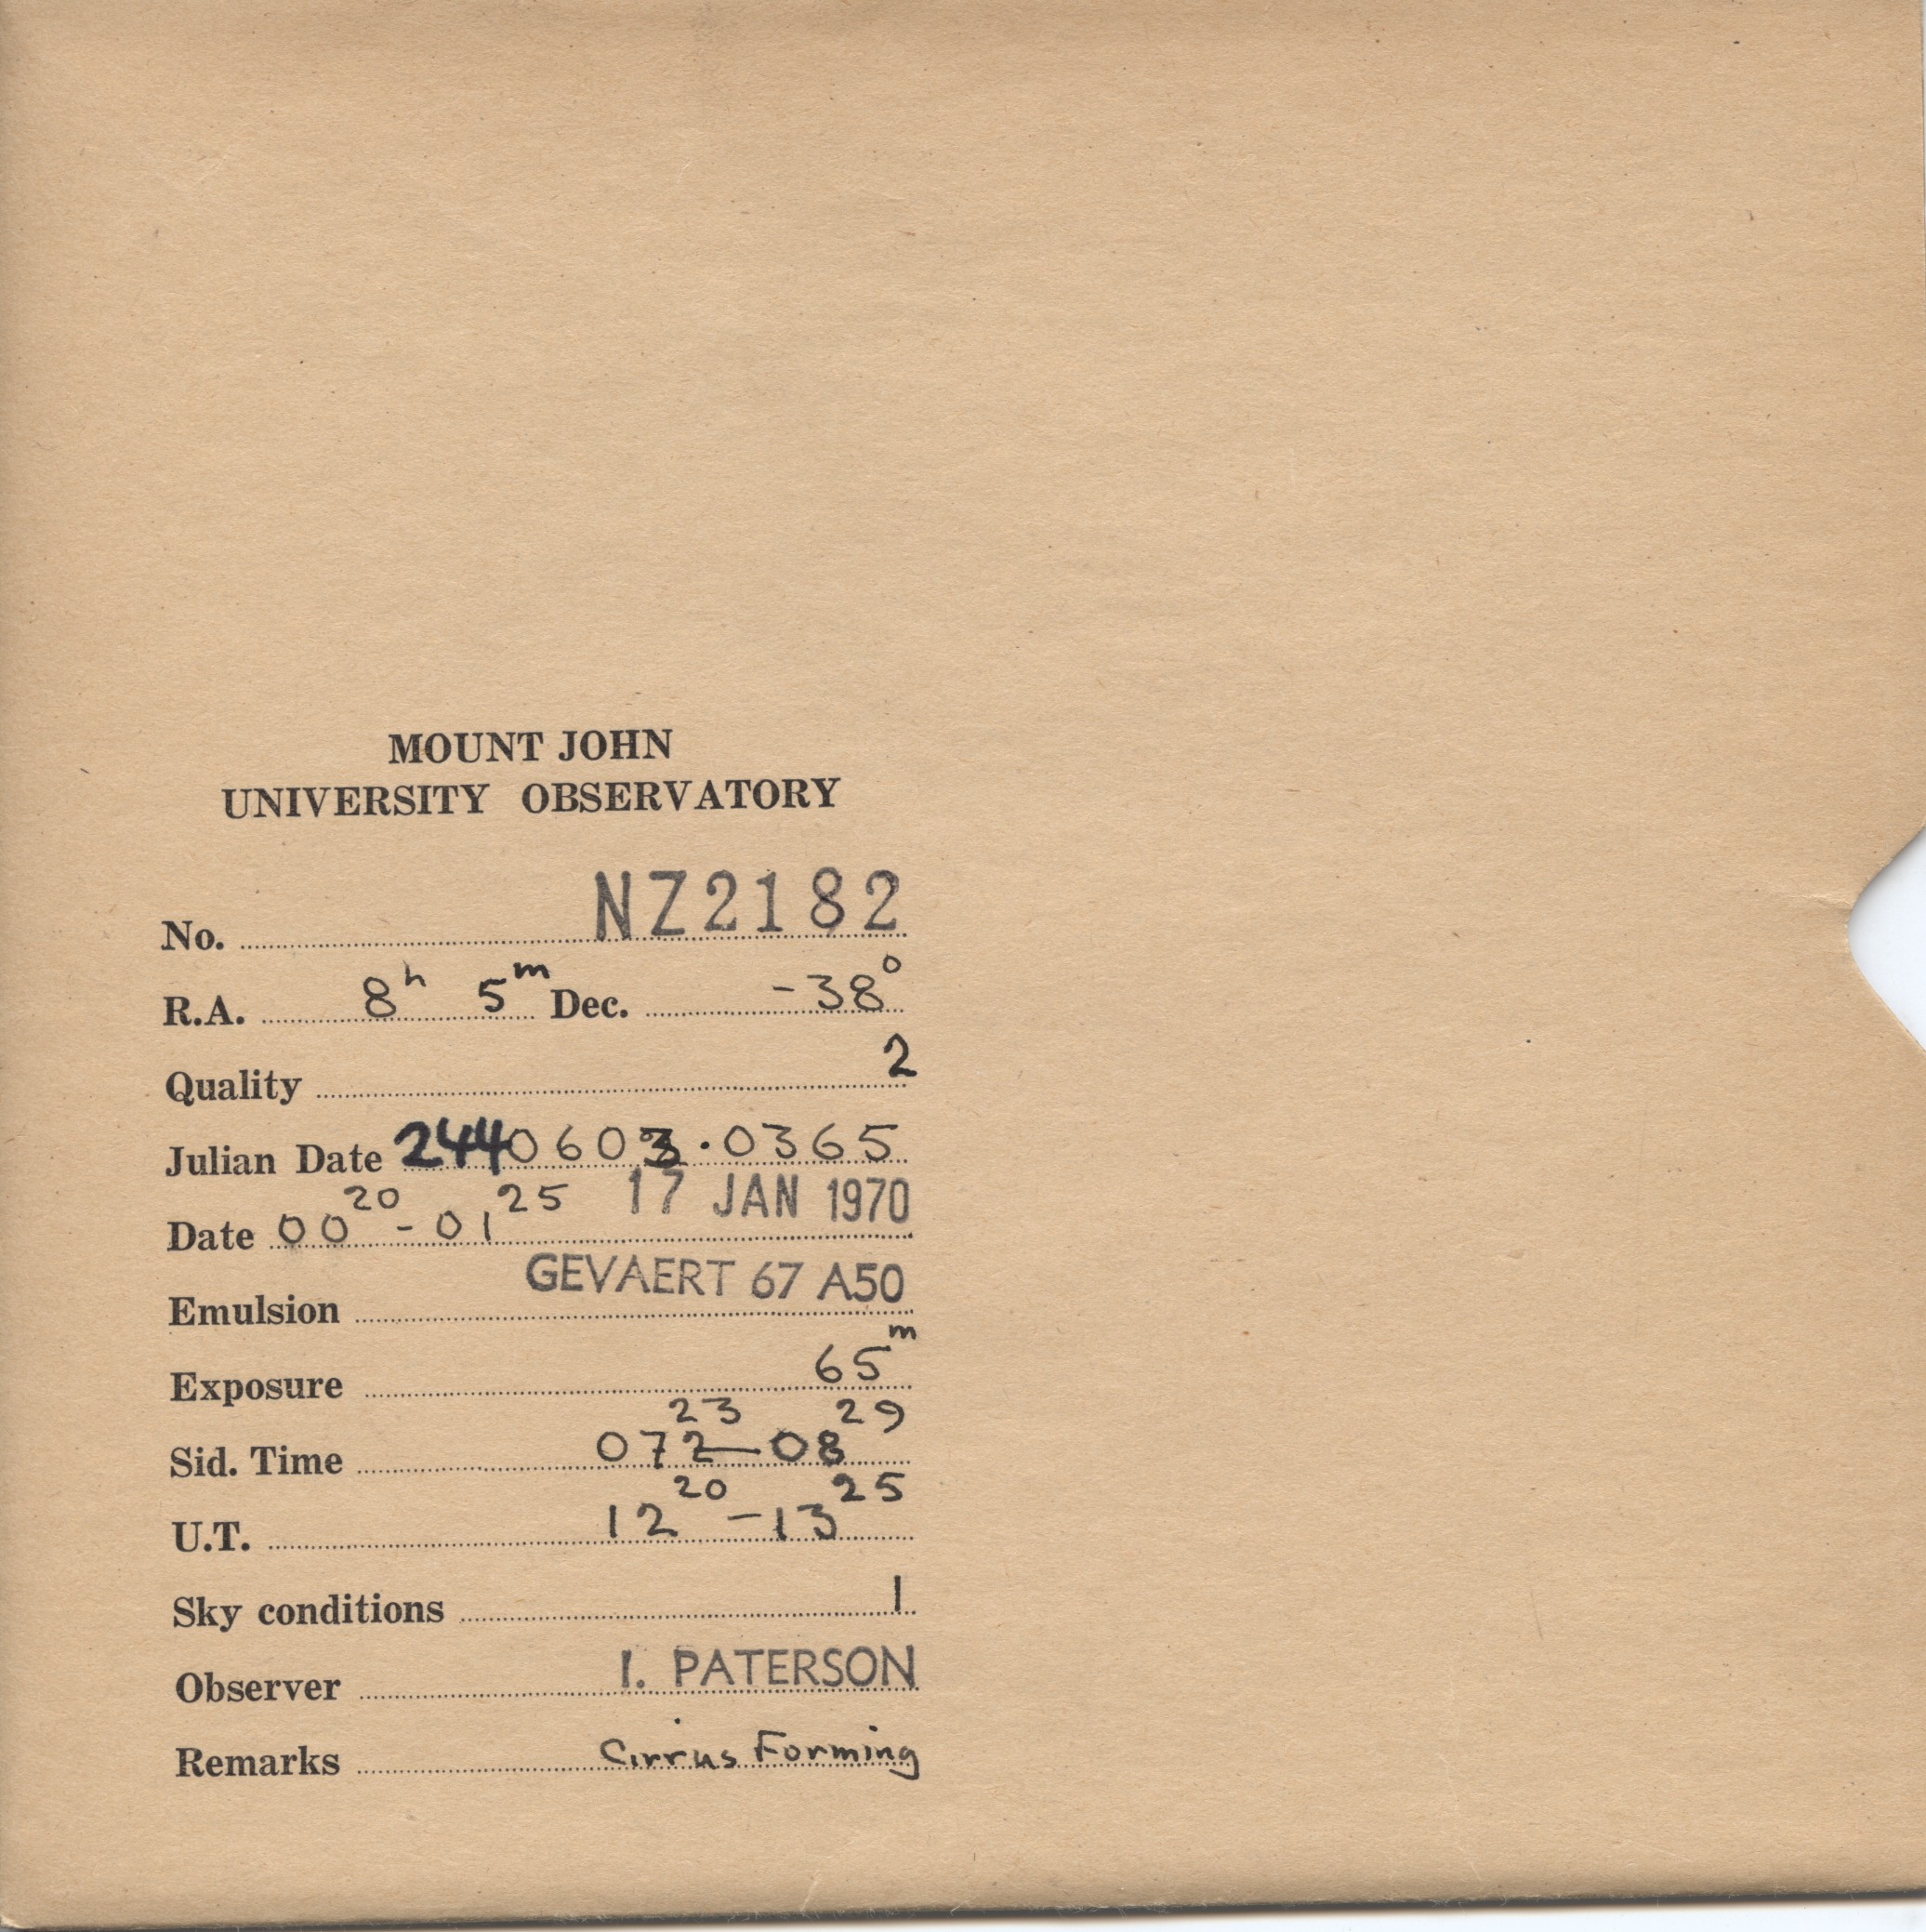 MOUNT JOHN
UNIVERSITY OBSERVATORY
No. NZ2182
R.A. 8h 5m Dec. -38°
Quality 2
Julian Date 2440603.0365
Date 00 20 - 01 25 17 JAN 1970
Emulsion GEVAERT 67 A50
Exposure 65m
Sid. Time 072 23 — 08 29
U.T. 12 20 - 13 25
Sky conditions 1
Observer I. PATERSON
Remarks Cirrus Forming